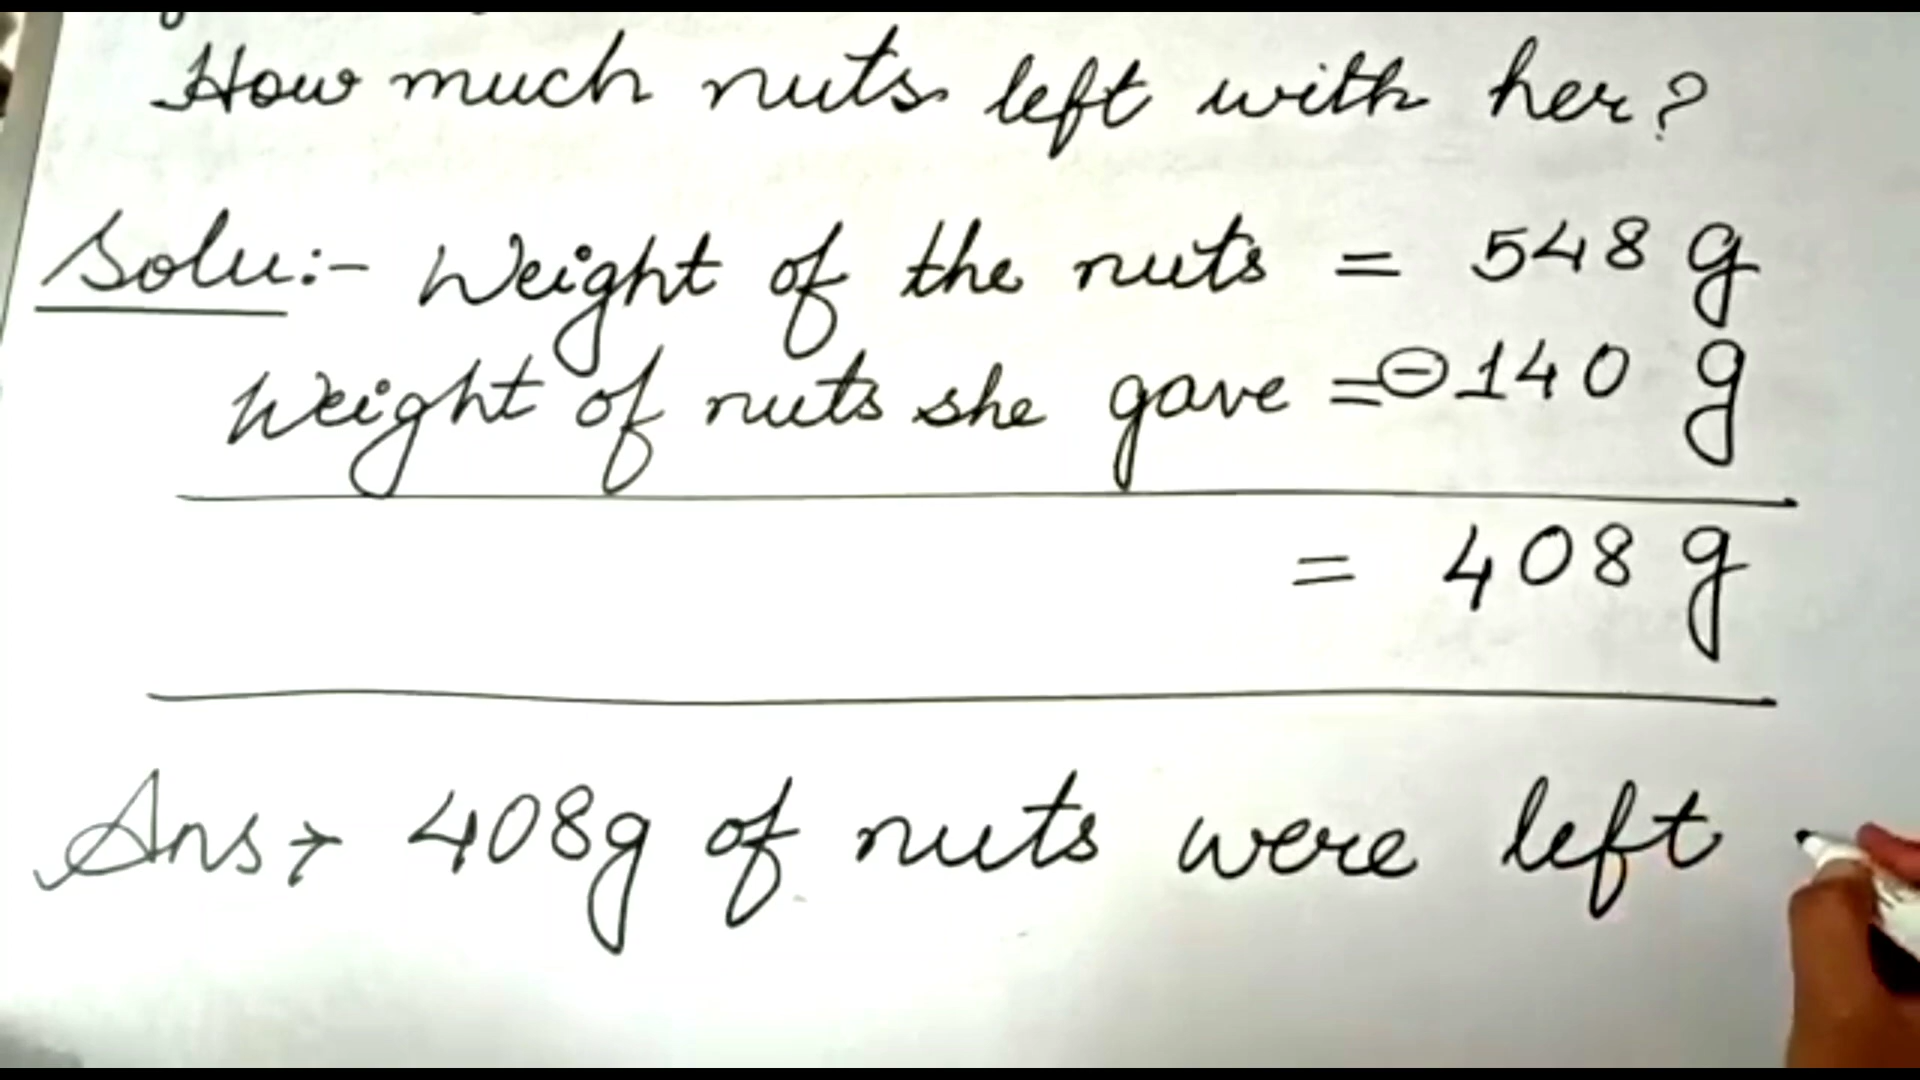 How much nuts left with her?
Solu:- Weight of the nuts = 548 g
Weight of nuts she gave = ⊖ 140 g
= 408 g
Ans → 408g of nuts were left